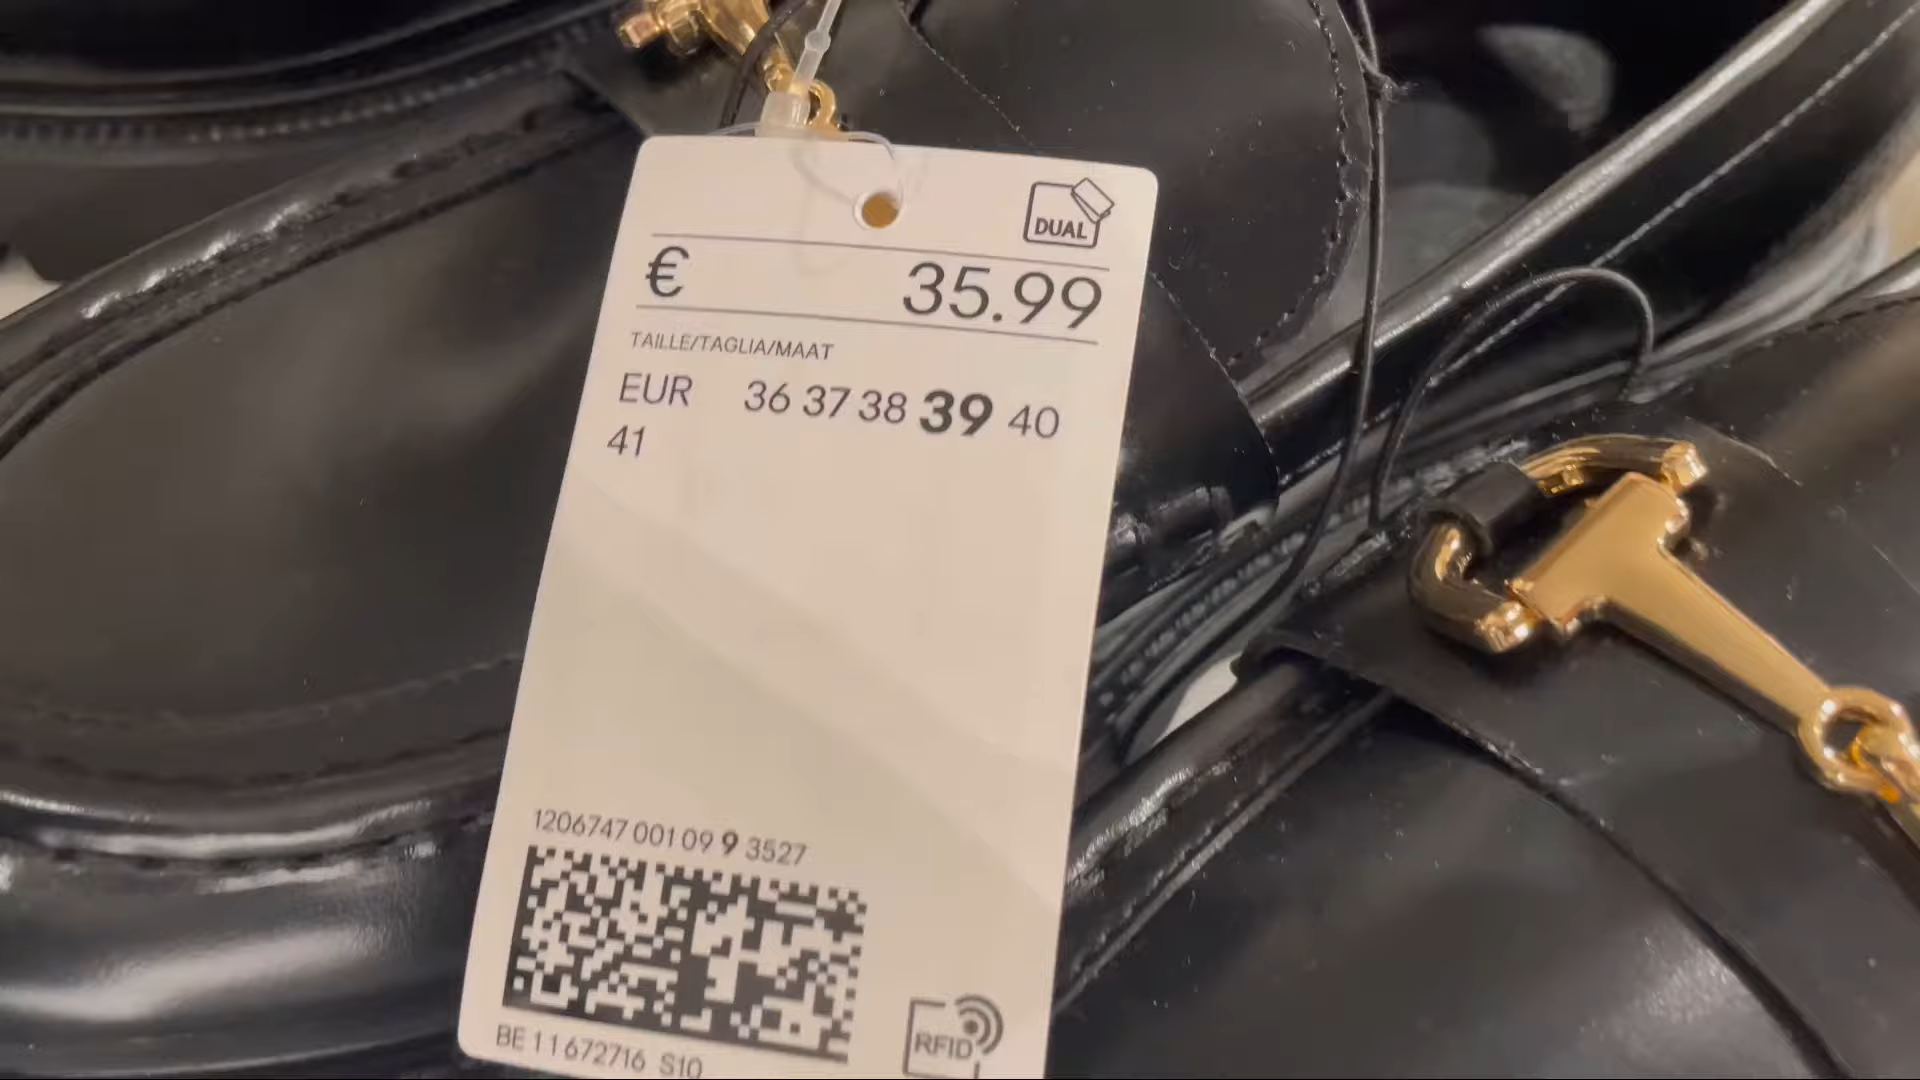 DUAL
€ 35.99
TAILLE/TAGLIA/MAAT
EUR 36 37 38 39 40
41
1206747 001 09 9 3527
BE 11672716 S10
RFID